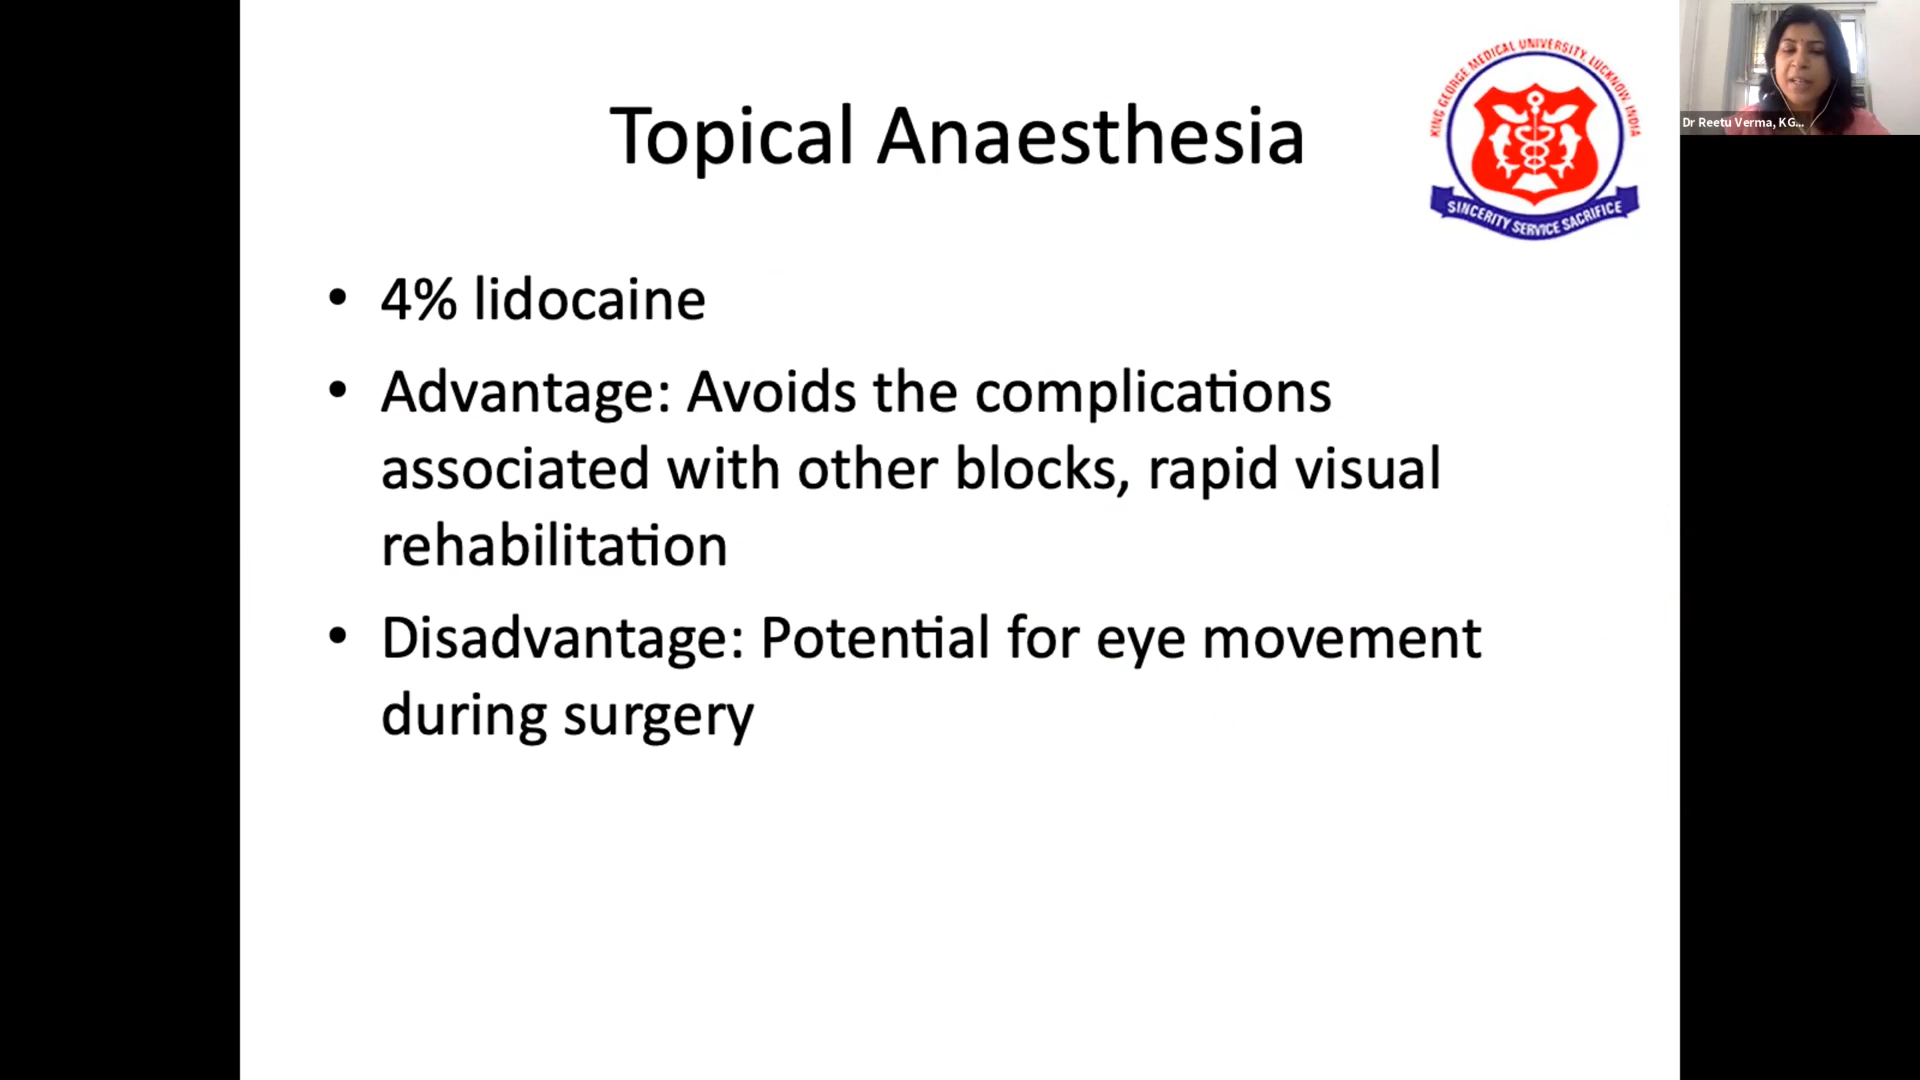 Topical Anaesthesia
KING GEORGE MEDICAL UNIVERSITY, LUCKNOW, INDIA
SINCERITY SERVICE SACRIFICE
Dr Reetu Verma, KG...
• 4% lidocaine
• Advantage: Avoids the complications
associated with other blocks, rapid visual
rehabilitation
• Disadvantage: Potential for eye movement
during surgery